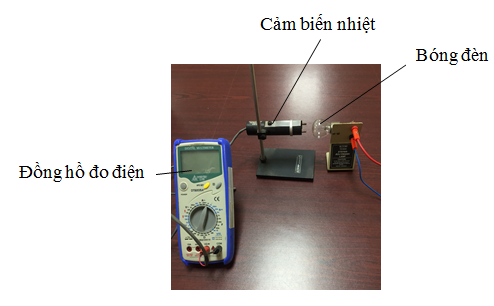 Cảm biến nhiệt
Bóng đèn
Đồng hồ đo điện